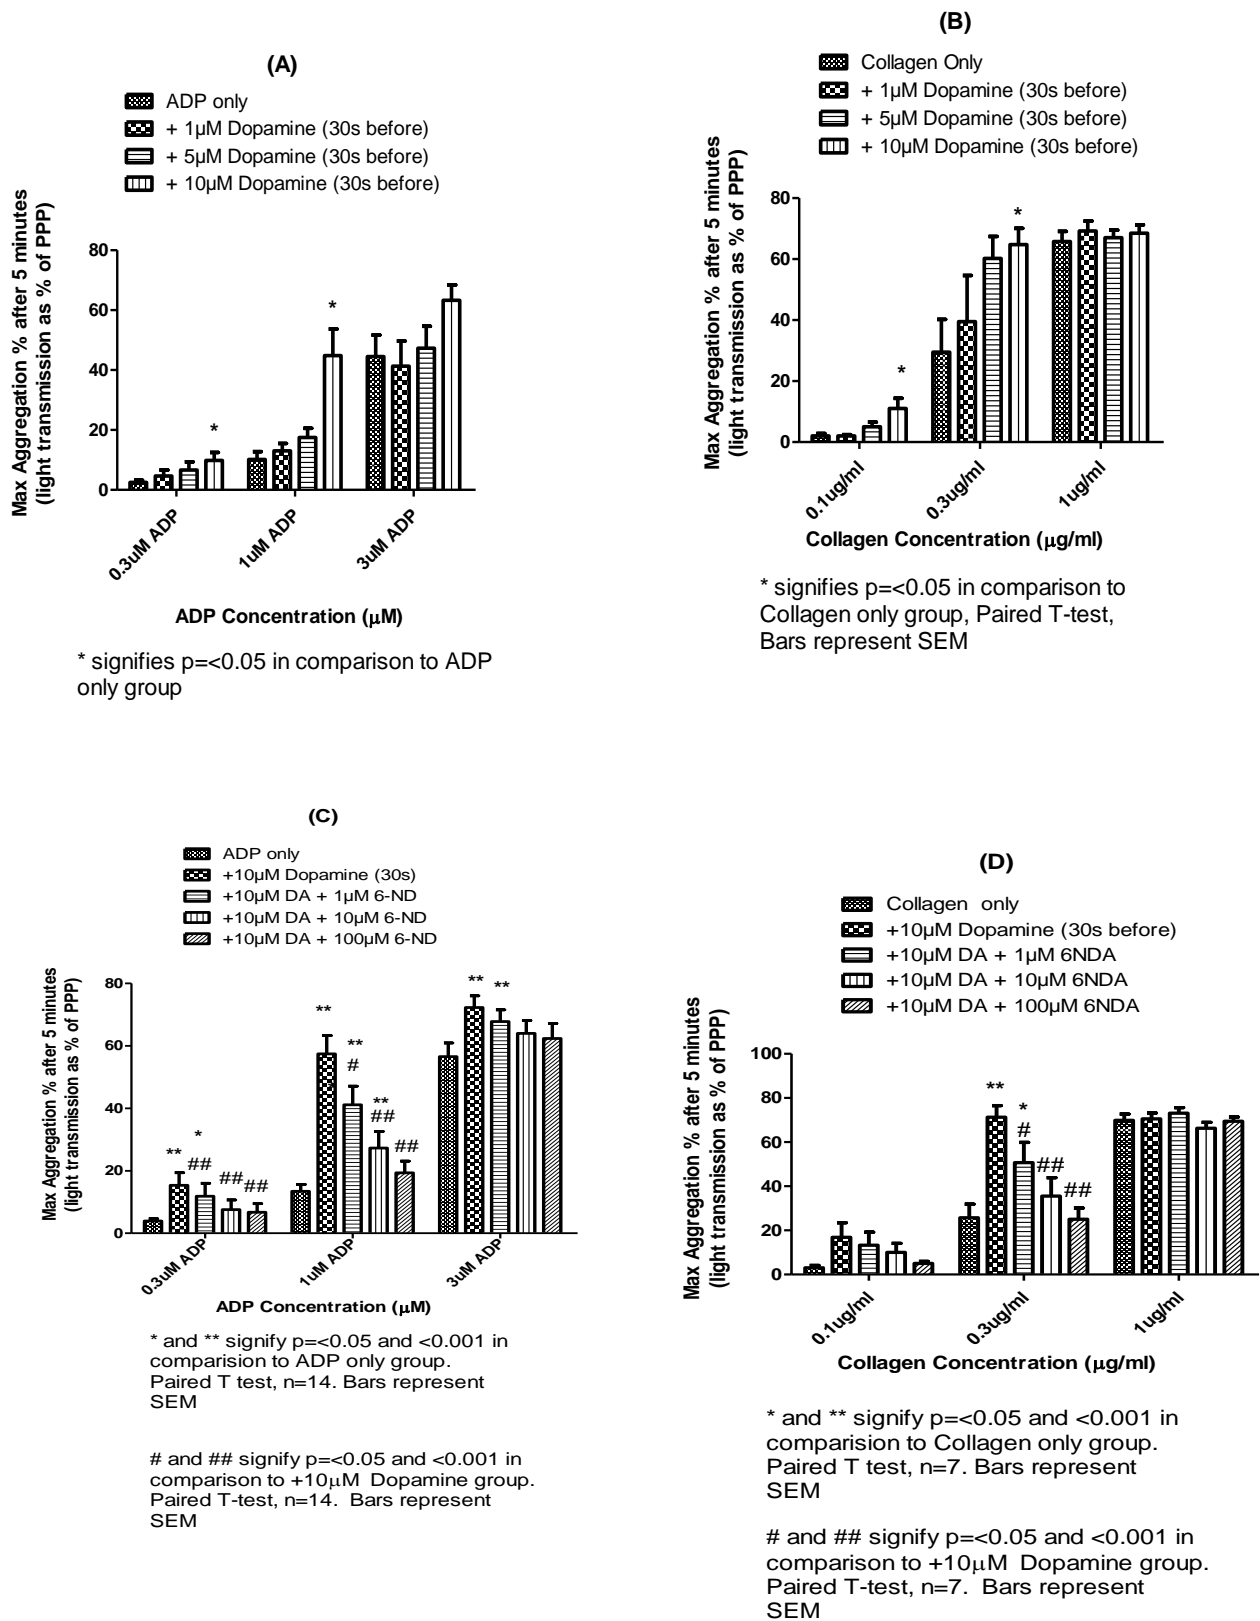 (A)
ADP only
+ 1µM Dopamine (30s before)
+ 5µM Dopamine (30s before)
+ 10µM Dopamine (30s before)
Max Aggregation % after 5 minutes
(light transmission as % of PPP)
80
60
40
20
0
*
*
0.3uM ADP
1uM ADP
3uM ADP
ADP Concentration (µM)
* signifies p=<0.05 in comparison to ADP
only group
(B)
Collagen Only
+ 1µM Dopamine (30s before)
+ 5µM Dopamine (30s before)
+ 10µM Dopamine (30s before)
Max Aggregation % after 5 minutes
(light transmission as % of PPP)
80
60
40
20
0
*
*
0.1ug/ml
0.3ug/ml
1ug/ml
Collagen Concentration (µg/ml)
* signifies p=<0.05 in comparison to
Collagen only group, Paired T-test,
Bars represent SEM
(C)
ADP only
+10µM Dopamine (30s)
+10µM DA + 1µM 6-ND
+10µM DA + 10µM 6-ND
+10µM DA + 100µM 6-ND
Max Aggregation % after 5 minutes
(light transmission as % of PPP)
80
60
40
20
0
**
*
##
##
##
**
**
#
**
##
##
**
**
0.3uM ADP
1uM ADP
3uM ADP
ADP Concentration (µM)
* and ** signify p=<0.05 and <0.001 in
comparision to ADP only group.
Paired T test, n=14. Bars represent
SEM
# and ## signify p=<0.05 and <0.001 in
comparison to +10µM  Dopamine group.
Paired T-test, n=14.  Bars represent
SEM
(D)
Collagen  only
+10µM Dopamine (30s before)
+10µM DA + 1µM 6NDA
+10µM DA + 10µM 6NDA
+10µM DA + 100µM 6NDA
Max Aggregation % after 5 minutes
(light transmission as % of PPP)
100
80
60
40
20
0
**
*
#
##
##
0.1ug/ml
0.3ug/ml
1ug/ml
Collagen Concentration (µg/ml)
* and ** signify p=<0.05 and <0.001 in
comparision to Collagen only group.
Paired T test, n=7. Bars represent
SEM
# and ## signify p=<0.05 and <0.001 in
comparison to +10µM  Dopamine group.
Paired T-test, n=7.  Bars represent
SEM